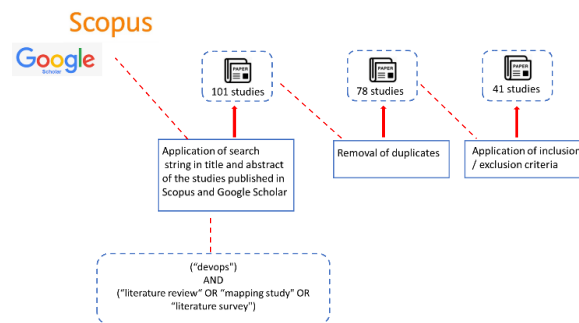 Scopus
Google
Scholar
PAPER
101 studies
PAPER
78 studies
PAPER
41 studies
Application of search
string in title and abstract
of the studies published in
Scopus and Google Scholar
Removal of duplicates
Application of inclusion
/ exclusion criteria
("devops")
AND
("literature review" OR "mapping study" OR
"literature survey")